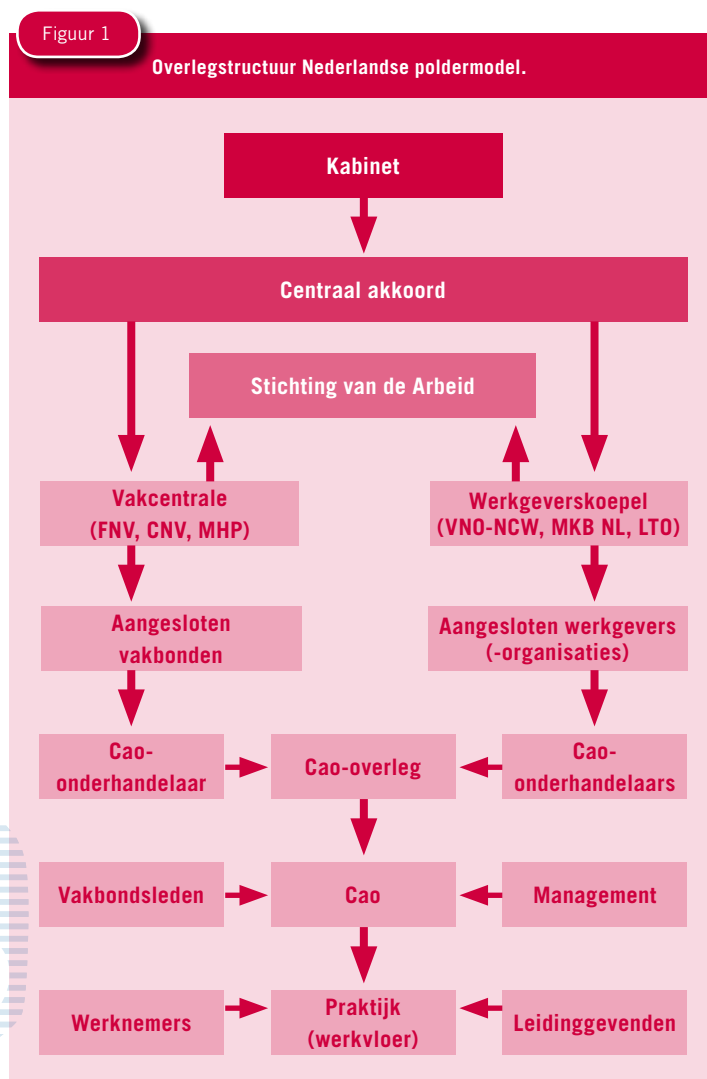 Figuur 1
Overlegstructuur Nederlandse poldermodel.
Kabinet
Centraal akkoord
Stichting van de Arbeid
Vakcentrale
(FNV, CNV, MHP)
Werkgeverskoepel
(VNO-NCW, MKB NL, LTO)
Aangesloten
vakbonden
Aangesloten werkgevers
(-organisaties)
Cao-
onderhandelaar
Cao-overleg
Cao-
onderhandelaars
Vakbondsleden
Cao
Management
Werknemers
Praktijk
(werkvloer)
Leidinggevenden